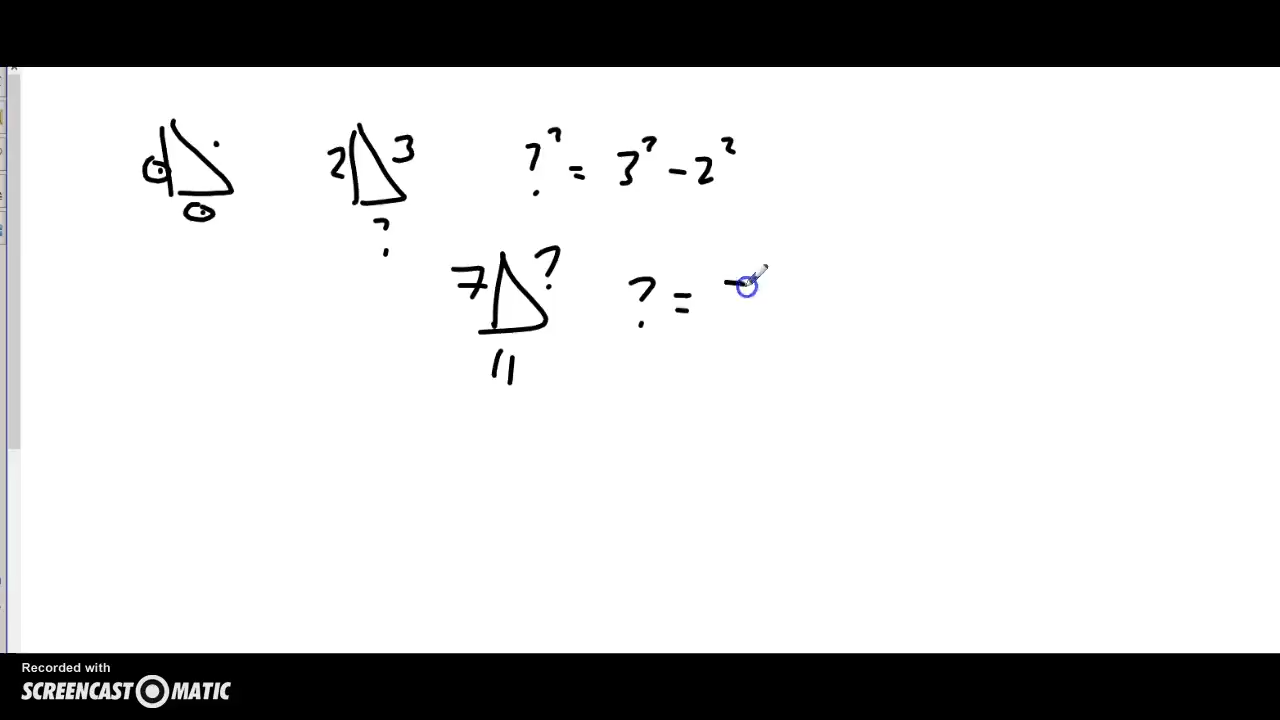 2 3 ?² = 3² - 2²
?
7 ? ? =
11
Recorded with
SCREENCAST MATIC